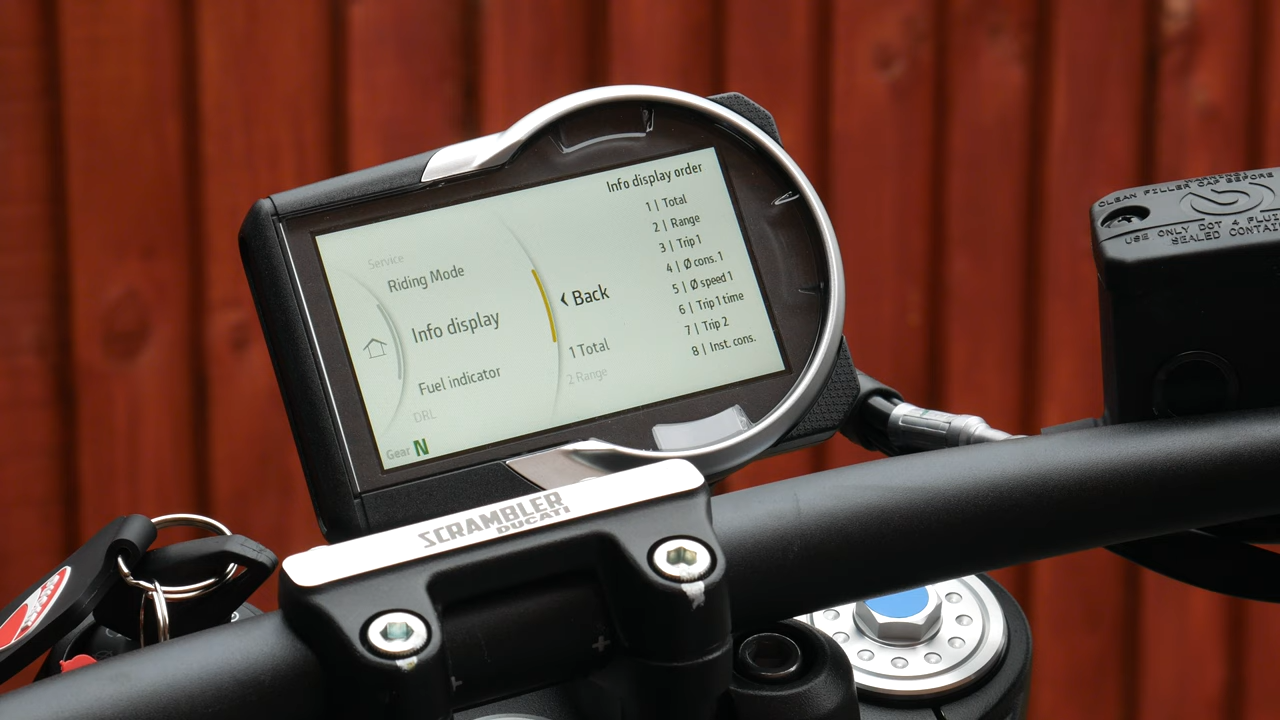 Info display order
1 | Total
2 | Range
3 | Trip 1
4 | Ø cons. 1
5 | Ø speed 1
6 | Trip 1 time
7 | Trip 2
8 | Inst. cons.
Service
Riding Mode
Info display
Fuel indicator
DRL
Gear N
Back
1 Total
2 Range
SCRAMBLER
DUCATI
CLEAN FILLER CAP BEFORE
USE ONLY DOT 4 FLUI
SEALED CONTAI